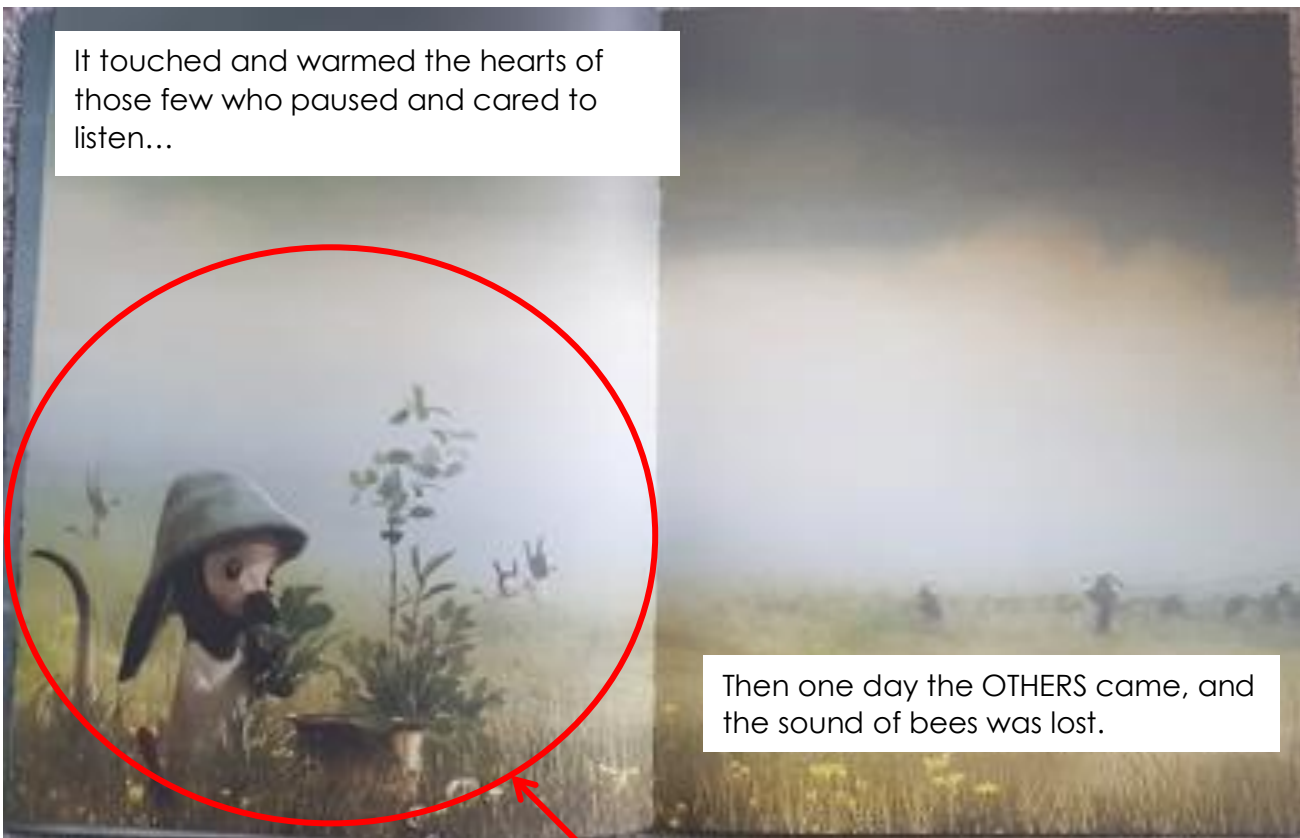 It touched and warmed the hearts of
those few who paused and cared to
listen…
Then one day the OTHERS came, and
the sound of bees was lost.